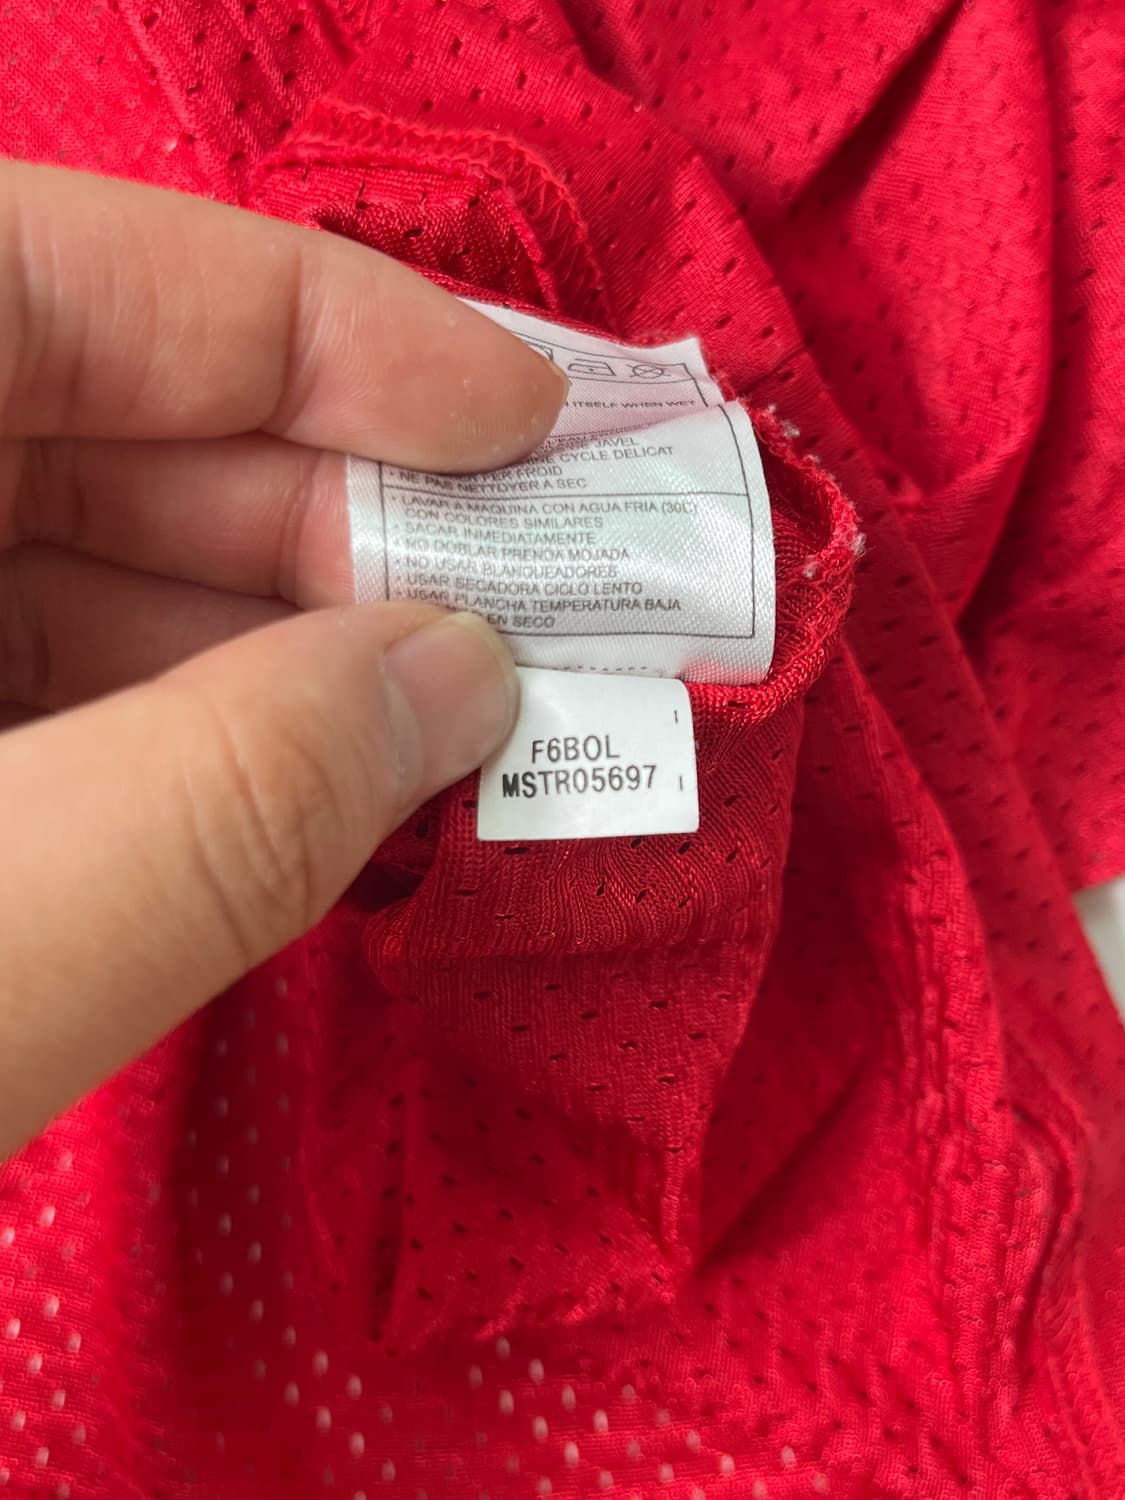 ITSELF WHEN WET
JAVEL
CYCLE DELICAT
FER FROID
• NE PAS NETTOYER A SEC
• LAVAR A MAQUINA CON AGUA FRIA (30C)
CON COLORES SIMILARES
• SACAR INMEDIATAMENTE
• NO DOBLAR PRENDA MOJADA
• NO USAR BLANQUEADORES
• USAR SECADORA CICLO LENTO
• USAR PLANCHA TEMPERATURA BAJA
EN SECO
F6BOL
MSTR05697